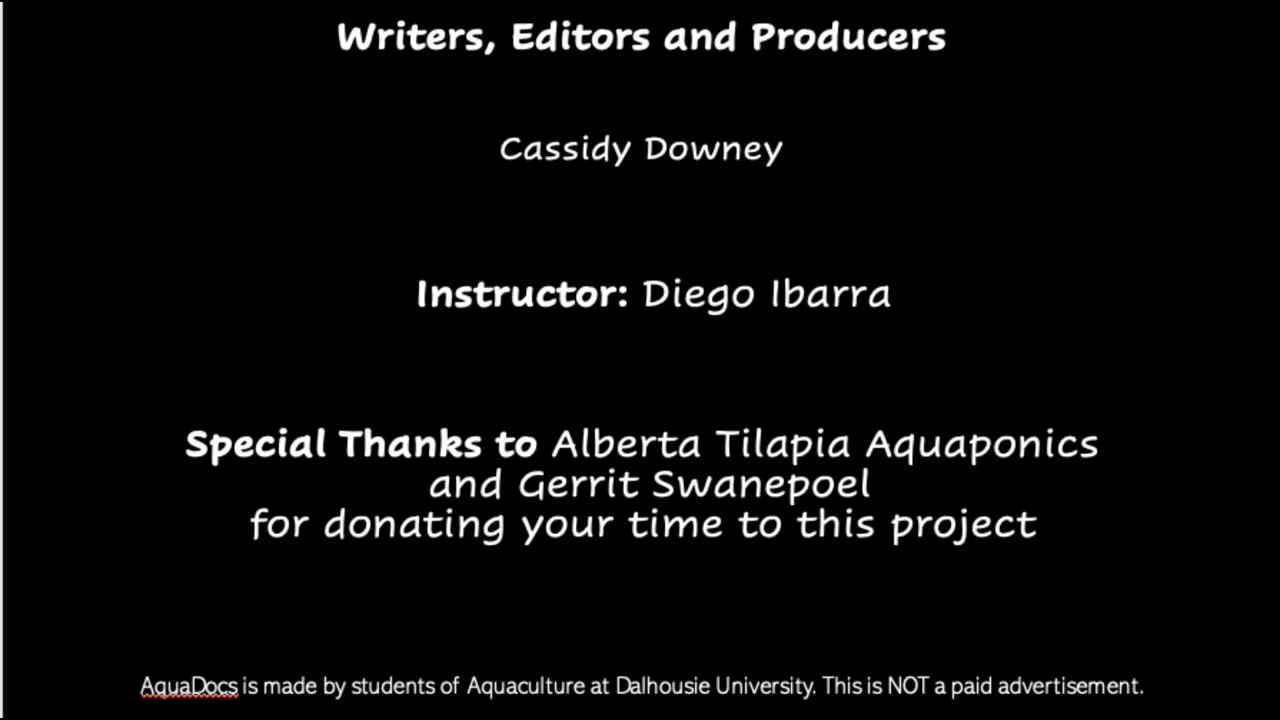 Writers, Editors and Producers
Cassidy Downey
Instructor: Diego Ibarra
Special Thanks to Alberta Tilapia Aquaponics
and Gerrit Swanepoel
for donating your time to this project
AquaDocs is made by students of Aquaculture at Dalhousie University. This is NOT a paid advertisement.